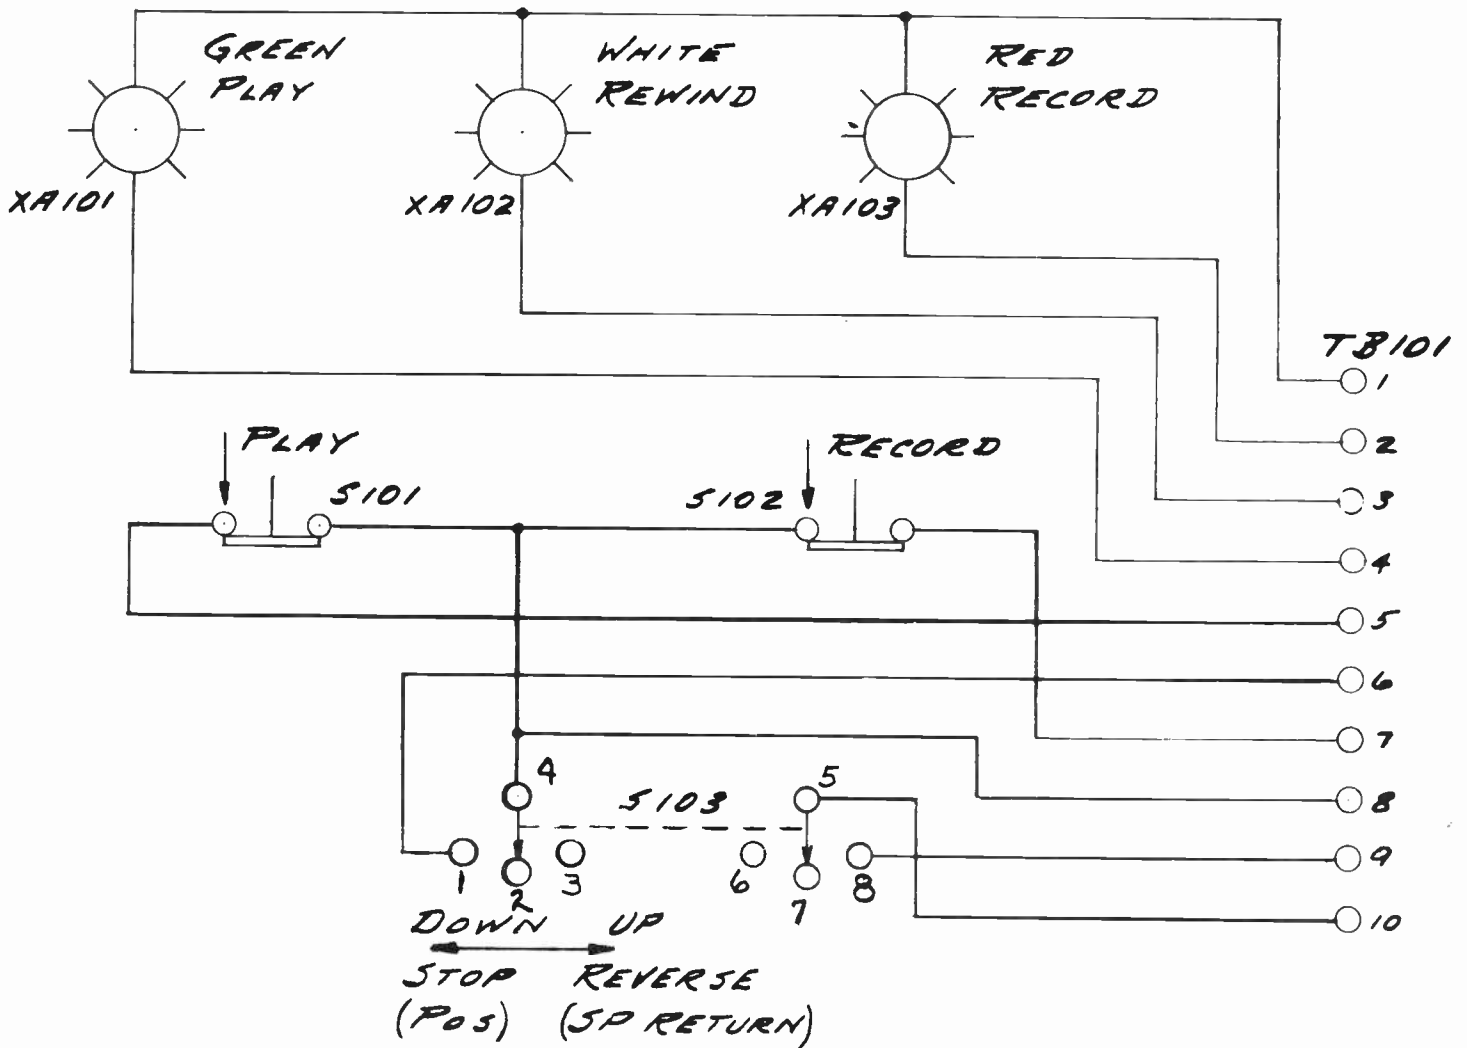 GREEN
PLAY
WHITE
REWIND
RED
RECORD
XA101
XA102
XA103
TB101
1
2
3
4
5
6
7
8
9
10
PLAY
S101
S102
RECORD
4
S103
5
1
2
3
6
7
8
DOWN UP
STOP REVERSE
(POS) (SP RETURN)